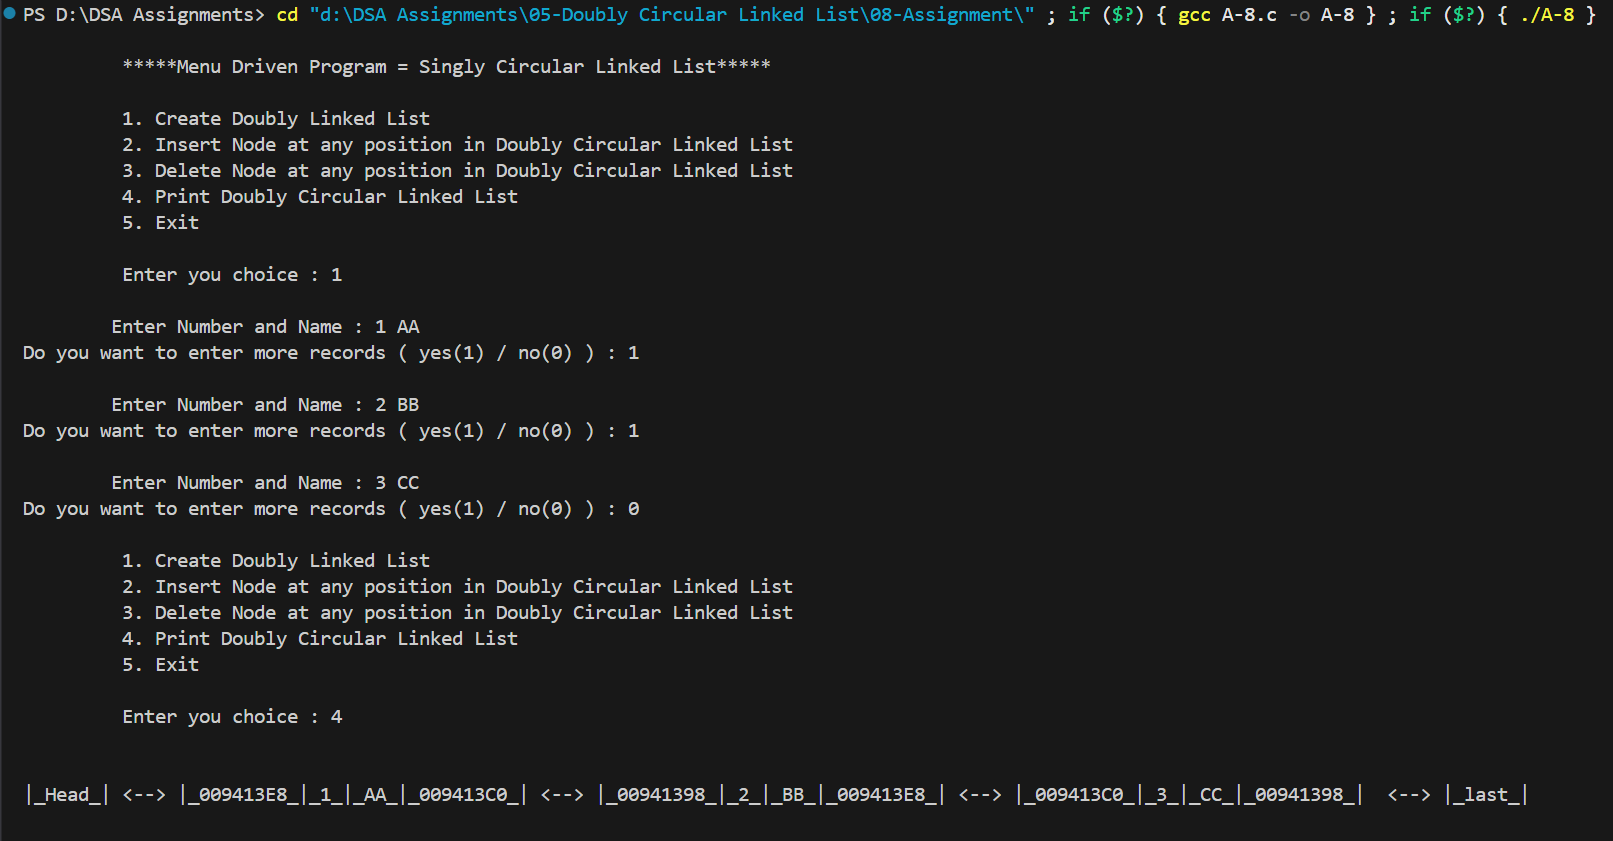 PS D:\DSA Assignments> cd "d:\DSA Assignments\05-Doubly Circular Linked List\08-Assignment\" ; if ($?) { gcc A-8.c -o A-8 } ; if ($?) { ./A-8 }
*****Menu Driven Program = Singly Circular Linked List*****
1. Create Doubly Linked List
2. Insert Node at any position in Doubly Circular Linked List
3. Delete Node at any position in Doubly Circular Linked List
4. Print Doubly Circular Linked List
5. Exit
Enter you choice : 1
Enter Number and Name : 1 AA
Do you want to enter more records ( yes(1) / no(0) ) : 1
Enter Number and Name : 2 BB
Do you want to enter more records ( yes(1) / no(0) ) : 1
Enter Number and Name : 3 CC
Do you want to enter more records ( yes(1) / no(0) ) : 0
1. Create Doubly Linked List
2. Insert Node at any position in Doubly Circular Linked List
3. Delete Node at any position in Doubly Circular Linked List
4. Print Doubly Circular Linked List
5. Exit
Enter you choice : 4
|_Head_| <--> |_009413E8_|_1_|_AA_|_009413C0_| <--> |_00941398_|_2_|_BB_|_009413E8_| <--> |_009413C0_|_3_|_CC_|_00941398_|  <--> |_last_|